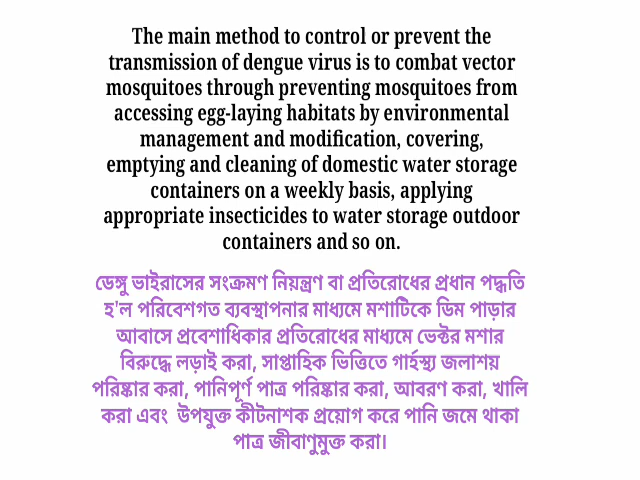 The main method to control or prevent the
transmission of dengue virus is to combat vector
mosquitoes through preventing mosquitoes from
accessing egg-laying habitats by environmental
management and modification, covering,
emptying and cleaning of domestic water storage
containers on a weekly basis, applying
appropriate insecticides to water storage outdoor
containers and so on.
ডেঙ্গু ভাইরাসের সংক্রমণ নিয়ন্ত্রণ বা প্রতিরোধের প্রধান পদ্ধতি
হ'ল পরিবেশগত ব্যবস্থাপনার মাধ্যমে মশাটিকে ডিম পাড়ার
আবাসে প্রবেশাধিকার প্রতিরোধের মাধ্যমে ভেক্টর মশার
বিরুদ্ধে লড়াই করা, সাপ্তাহিক ভিত্তিতে গার্হস্থ্য জলাশয়
পরিষ্কার করা, পানিপূর্ণ পাত্র পরিষ্কার করা, আবরণ করা, খালি
করা এবং উপযুক্ত কীটনাশক প্রয়োগ করে পানি জমে থাকা
পাত্র জীবাণুমুক্ত করা।